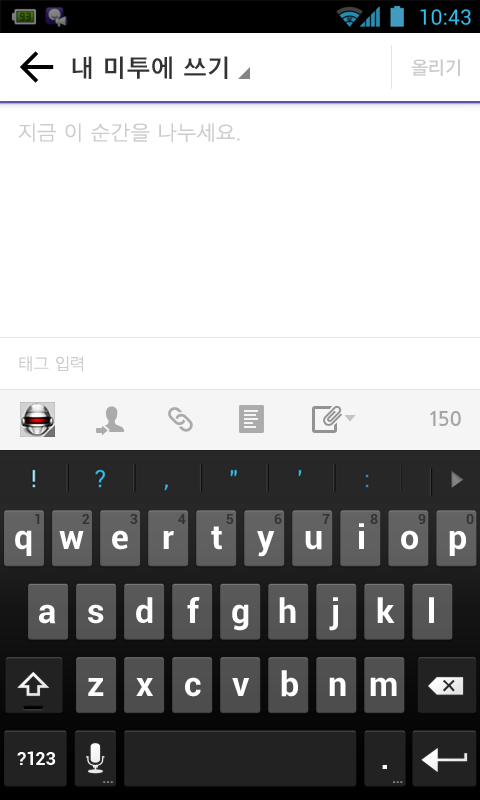 93 10:43
내 미투에 쓰기 올리기
지금 이 순간을 나누세요.
태그 입력
150
! ? , " ' :
1 2 3 4 5 6 7 8 9 0
q w e r t y u i o p
a s d f g h j k l
z x c v b n m
?123 ... . ...